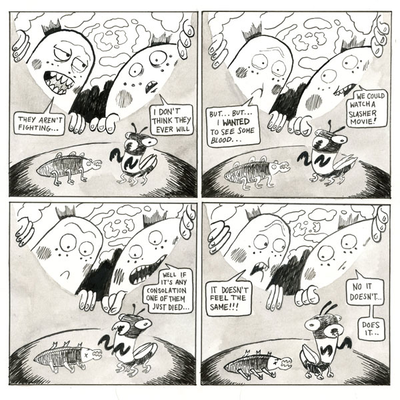 THEY AREN'T
FIGHTING...
I DON'T
THINK THEY
EVER WILL
BUT... BUT...
I WANTED
TO SEE SOME
BLOOD...
WE COULD
WATCH A
SLASHER
MOVIE!
WELL IF
IT'S ANY
CONSOLATION
ONE OF THEM
JUST DIED...
IT DOESN'T
FEEL THE
SAME!!!
NO IT
DOESN'T..
DOES
IT...